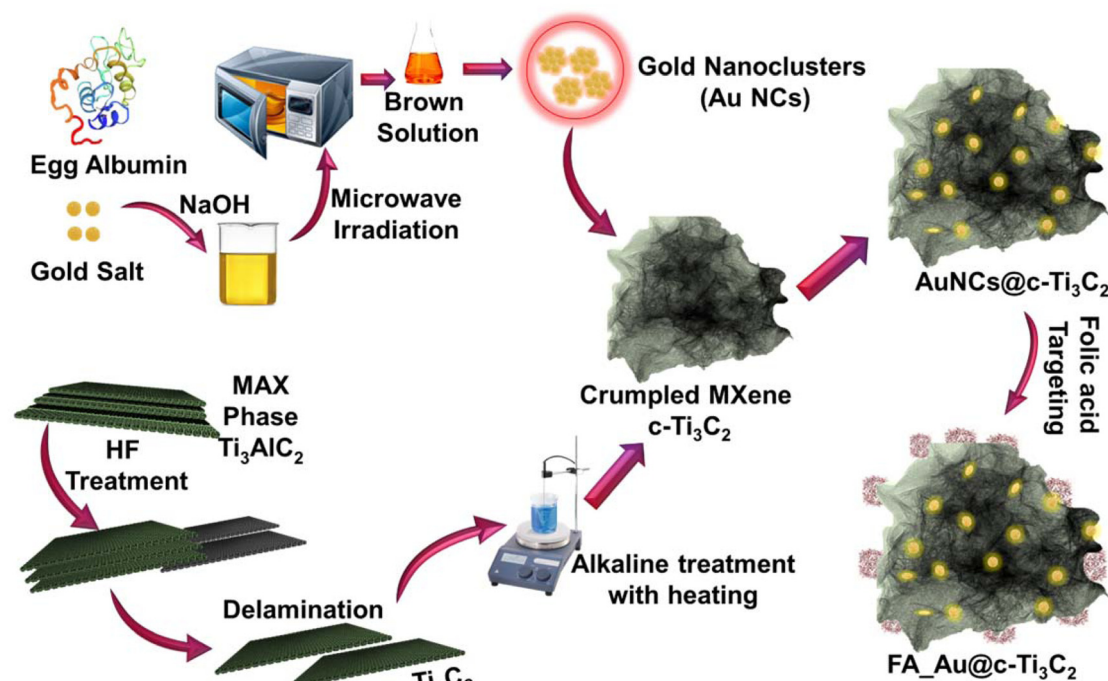 Egg Albumin
Gold Salt
NaOH
Microwave
Irradiation
Brown
Solution
Gold Nanoclusters
(Au NCs)
AuNCs@c-Ti₃C₂
Folic acid
Targeting
FA_Au@c-Ti₃C₂
Crumpled MXene
c-Ti₃C₂
MAX
Phase
Ti₃AlC₂
HF
Treatment
Delamination
Ti₃C₂
Alkaline treatment
with heating